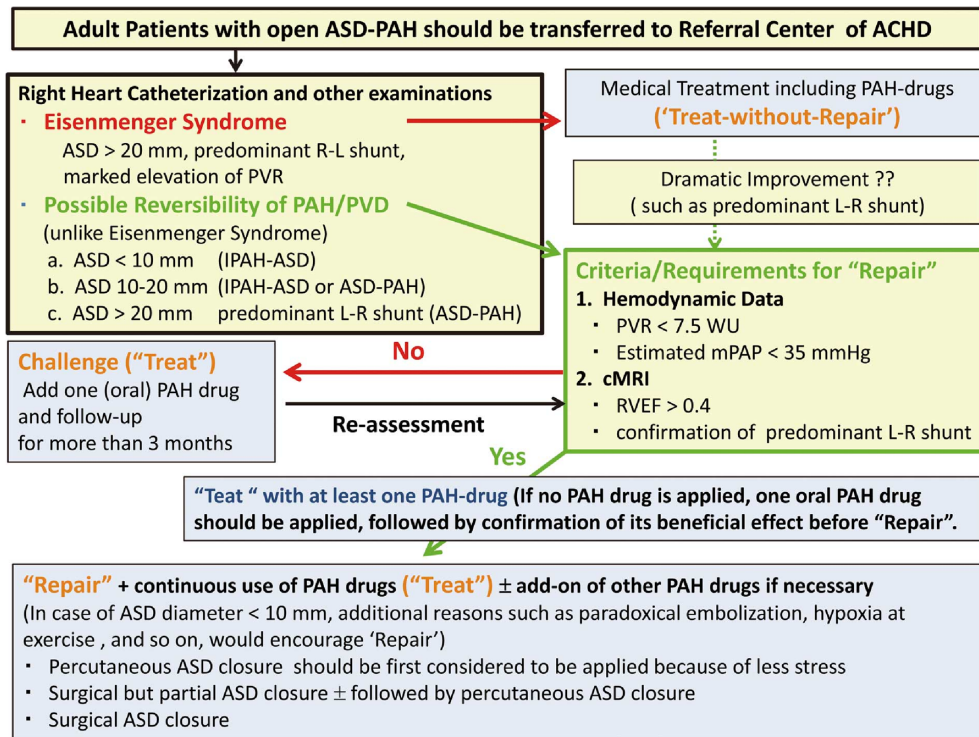 Adult Patients with open ASD-PAH should be transferred to Referral Center of ACHD
Right Heart Catheterization and other examinations
· Eisenmenger Syndrome
ASD > 20 mm, predominant R-L shunt,
marked elevation of PVR
· Possible Reversibility of PAH/PVD
(unlike Eisenmenger Syndrome)
a. ASD < 10 mm (IPAH-ASD)
b. ASD 10-20 mm (IPAH-ASD or ASD-PAH)
c. ASD > 20 mm predominant L-R shunt (ASD-PAH)
Medical Treatment including PAH-drugs
('Treat-without-Repair')
Dramatic Improvement ??
( such as predominant L-R shunt)
Criteria/Requirements for “Repair”
1. Hemodynamic Data
· PVR < 7.5 WU
· Estimated mPAP < 35 mmHg
2. cMRI
· RVEF > 0.4
· confirmation of predominant L-R shunt
No
Challenge (“Treat”)
Add one (oral) PAH drug
and follow-up
for more than 3 months
Re-assessment
Yes
“Teat “ with at least one PAH-drug (If no PAH drug is applied, one oral PAH drug
should be applied, followed by confirmation of its beneficial effect before “Repair”.
“Repair” + continuous use of PAH drugs (“Treat”) ± add-on of other PAH drugs if necessary
(In case of ASD diameter < 10 mm, additional reasons such as paradoxical embolization, hypoxia at
exercise , and so on, would encourage ‘Repair’)
· Percutaneous ASD closure should be first considered to be applied because of less stress
· Surgical but partial ASD closure ± followed by percutaneous ASD closure
· Surgical ASD closure